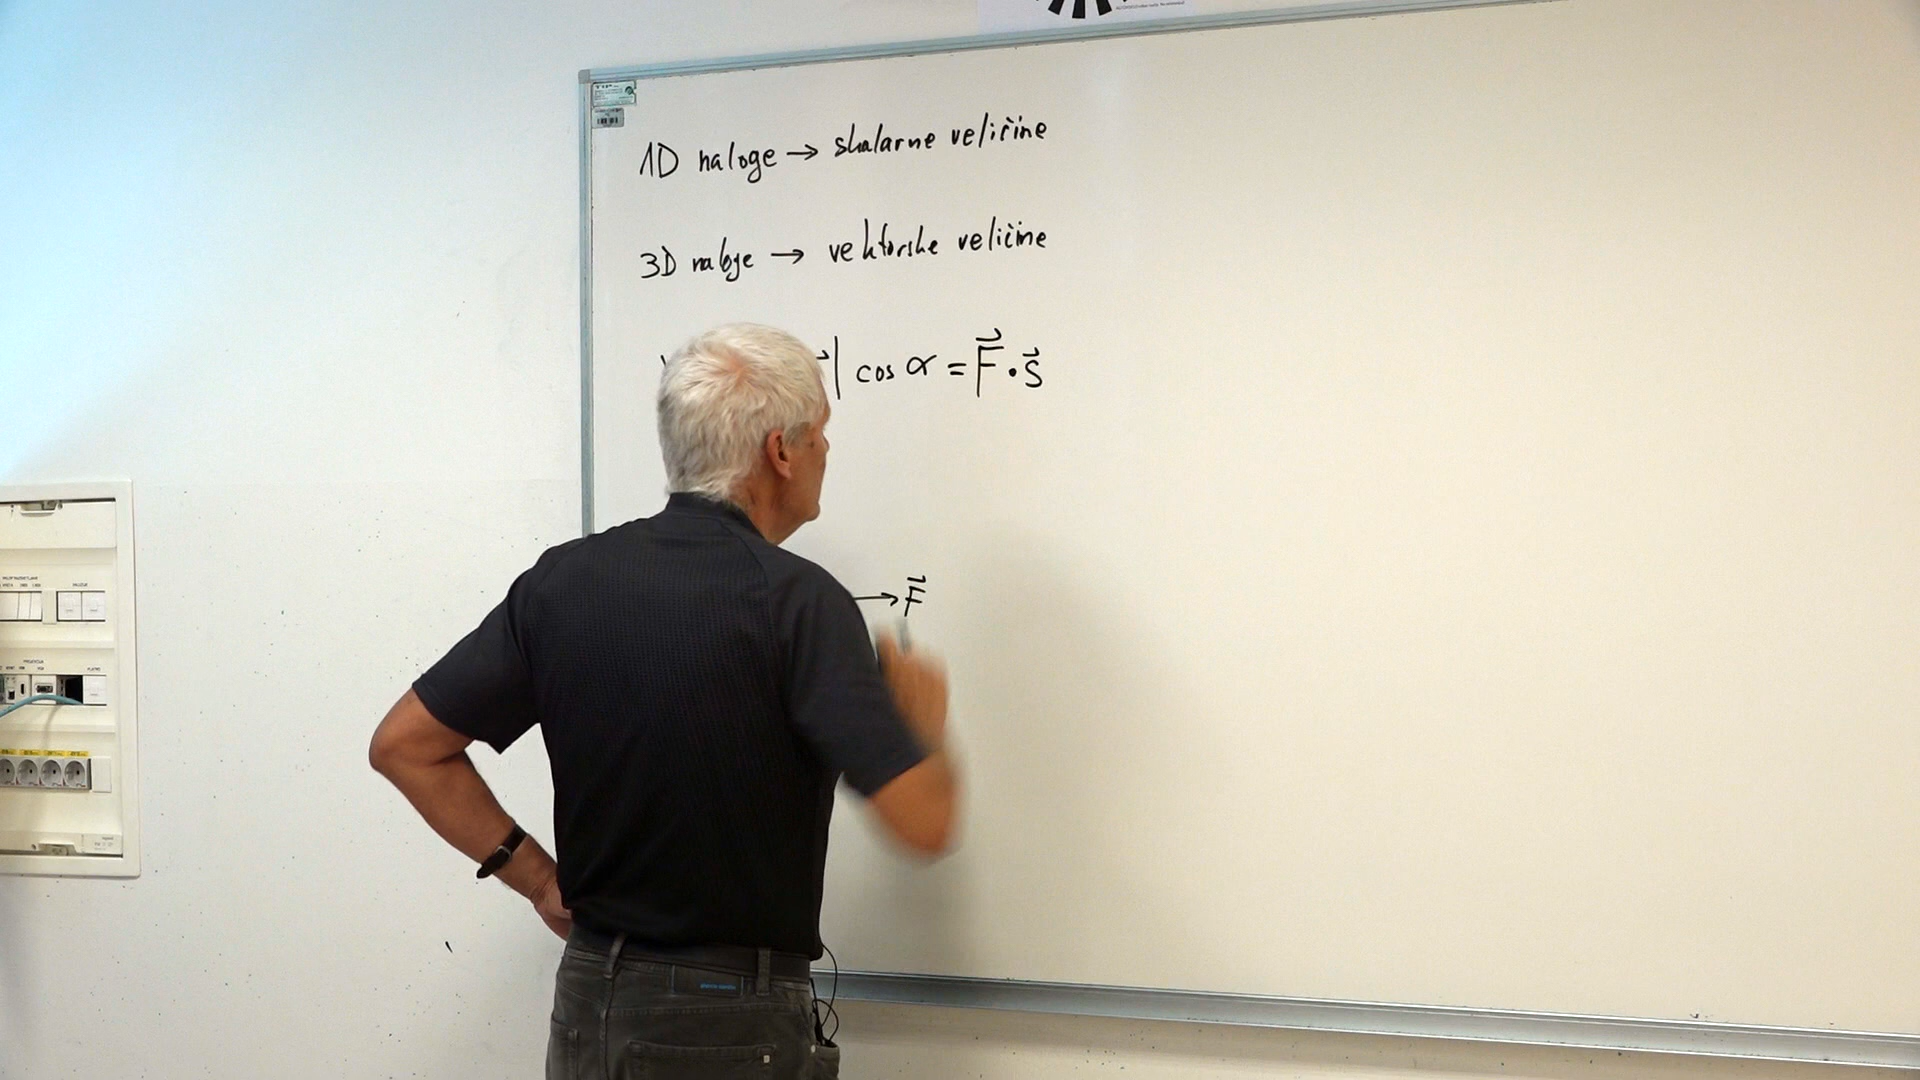 1D naloge → skalarne veličine
3D naloge → vektorske veličine
| cos α = F⃗ · s⃗
→ F⃗